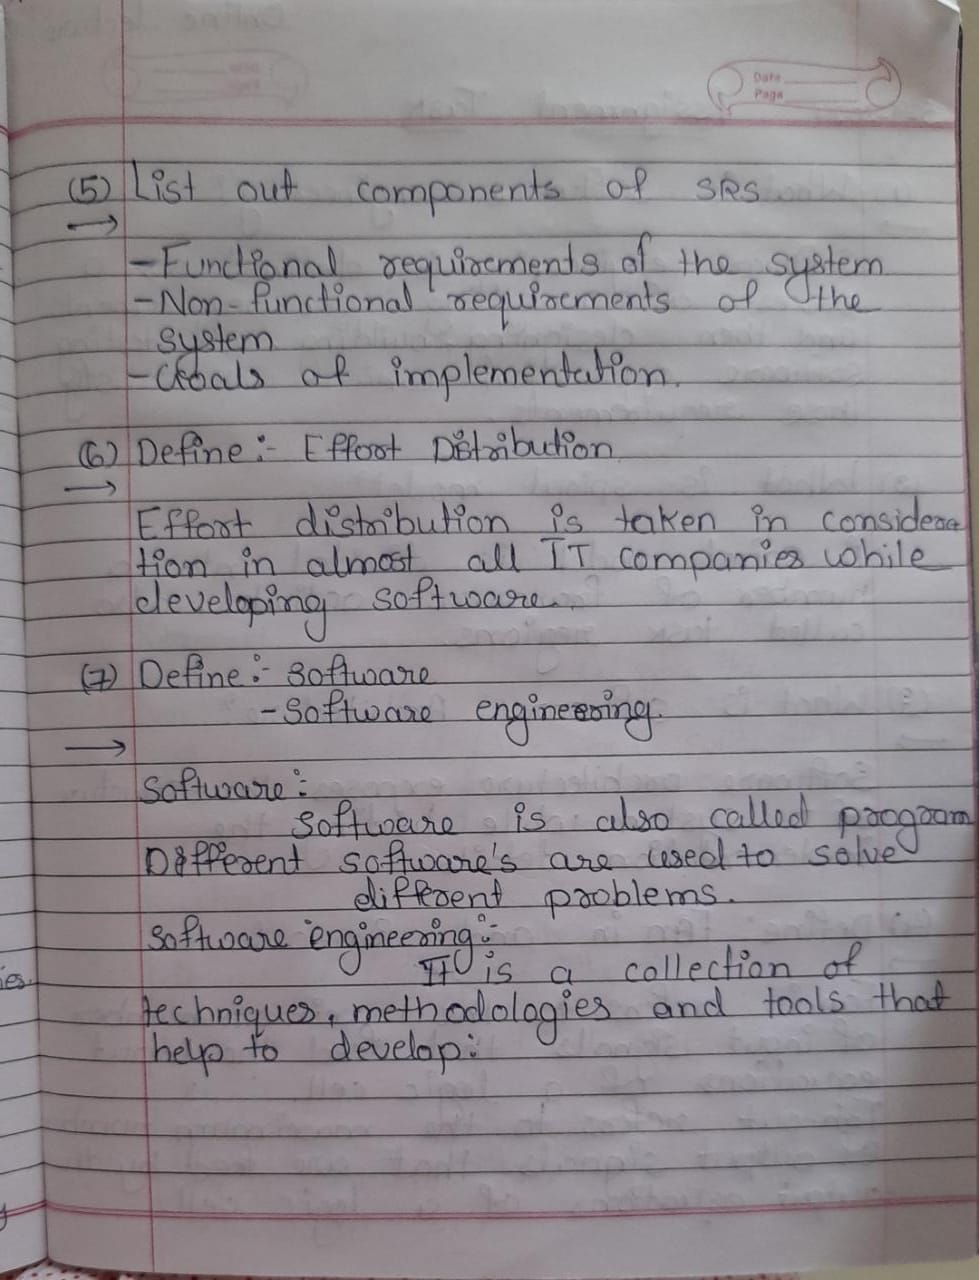 Date
Page
(5) List out components of SRS
→
-Functional requirements of the system
-Non-functional requirements of the
system
-Goals of implementation.
(6) Define:- Effort Distribution
→
Effort distribution is taken in considera
tion in almost all IT companies while
developing software.
(7) Define:- Software
-Software engineering.
→
Software:
Software is also called program
Different software's are used to solve
different problems.
Software engineering:-
It is a collection of
techniques, methodologies and tools that
help to develop:
ies.